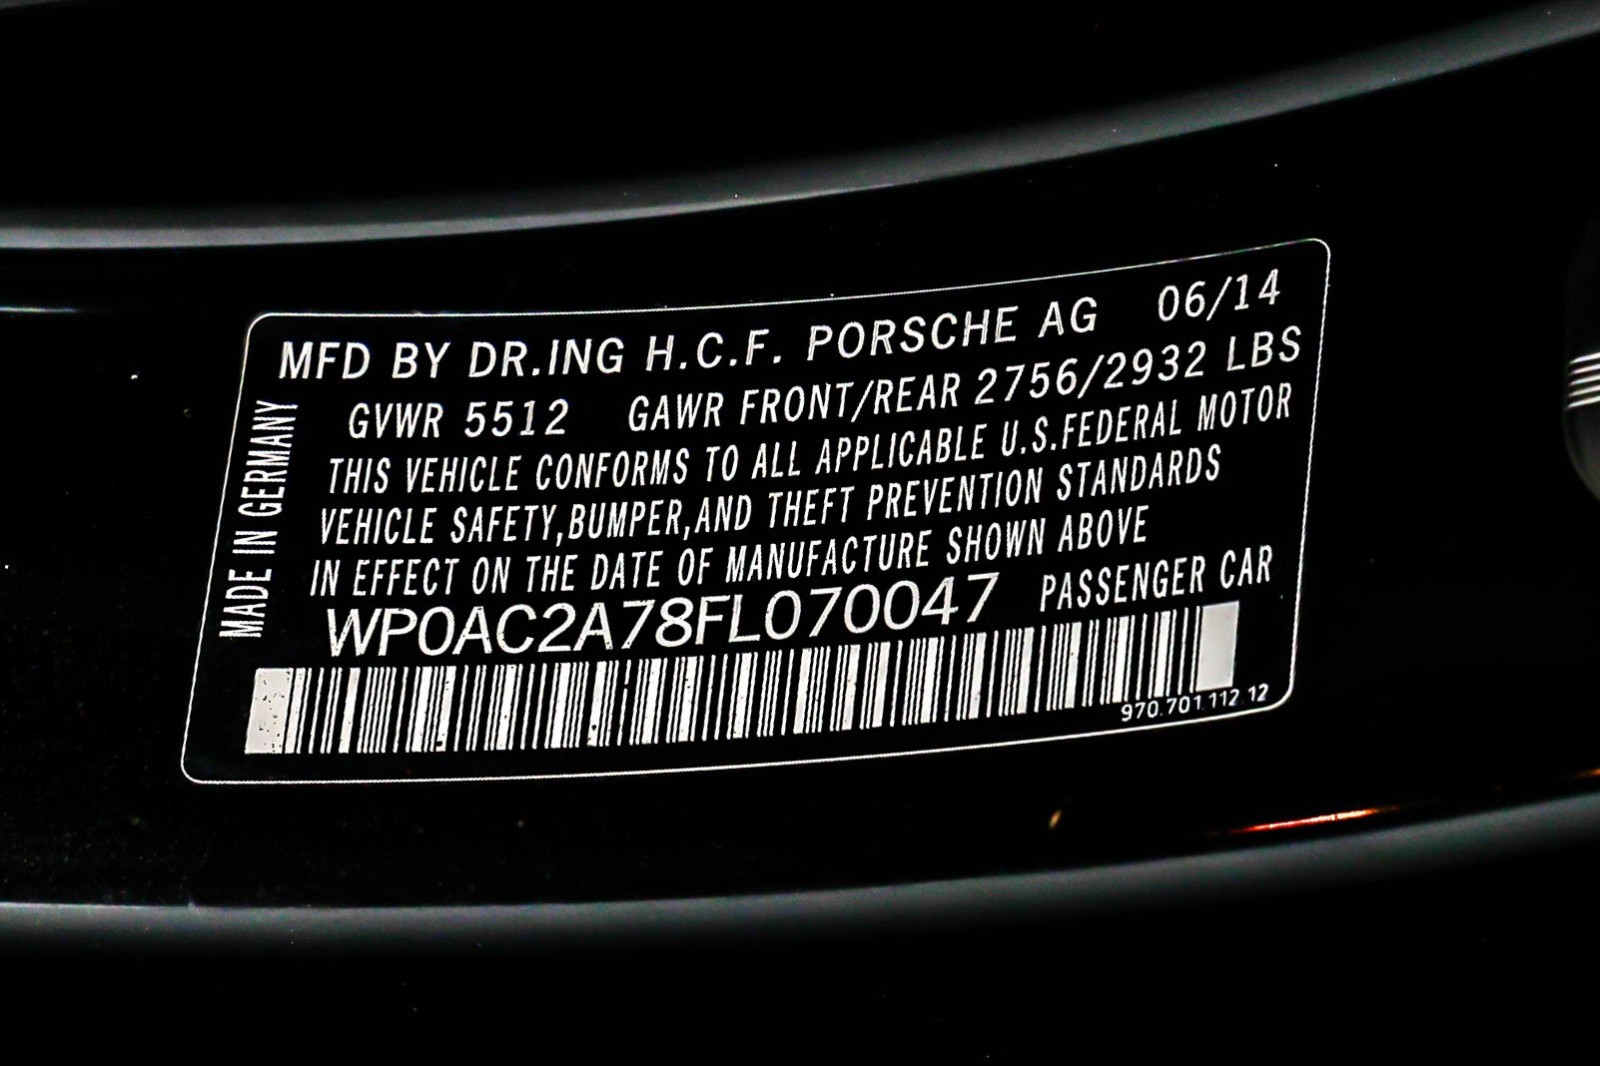 MFD BY DR.ING H.C.F. PORSCHE AG 06/14
GVWR 5512 GAWR FRONT/REAR 2756/2932 LBS
THIS VEHICLE CONFORMS TO ALL APPLICABLE U.S.FEDERAL MOTOR
VEHICLE SAFETY,BUMPER,AND THEFT PREVENTION STANDARDS
IN EFFECT ON THE DATE OF MANUFACTURE SHOWN ABOVE
WP0AC2A78FL070047 PASSENGER CAR
970.701.112 12
MADE IN GERMANY